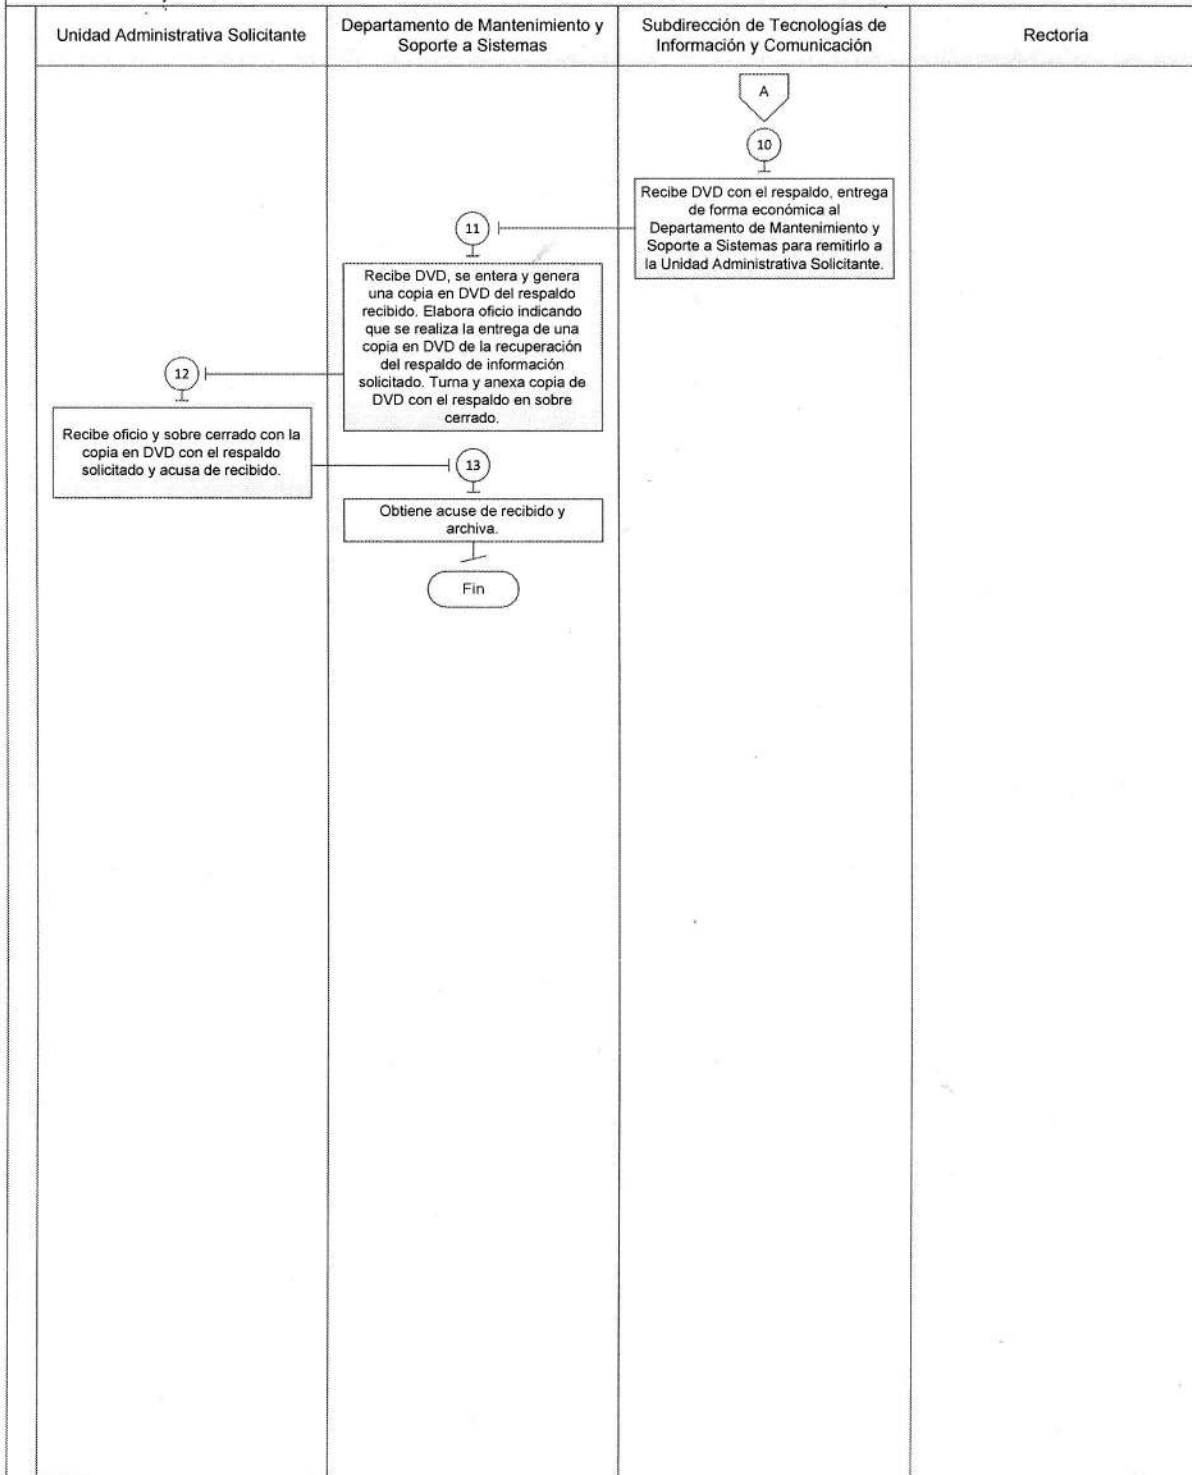 Unidad Administrativa Solicitante
Departamento de Mantenimiento y
Soporte a Sistemas
Subdirección de Tecnologías de
Información y Comunicación
Rectoría
A
10
Recibe DVD con el respaldo, entrega
de forma económica al
Departamento de Mantenimiento y
Soporte a Sistemas para remitirlo a
la Unidad Administrativa Solicitante.
11
Recibe DVD, se entera y genera
una copia en DVD del respaldo
recibido. Elabora oficio indicando
que se realiza la entrega de una
copia en DVD de la recuperación
del respaldo de información
solicitado. Turna y anexa copia de
DVD con el respaldo en sobre
cerrado.
12
Recibe oficio y sobre cerrado con la
copia en DVD con el respaldo
solicitado y acusa de recibido.
13
Obtiene acuse de recibido y
archiva.
Fin